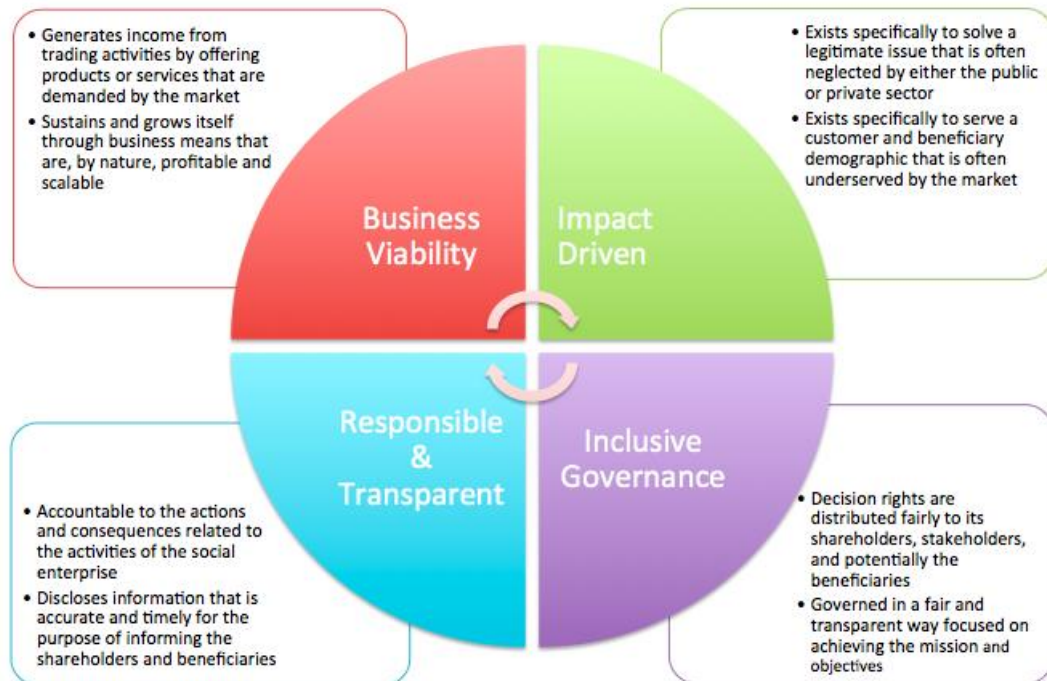 • Generates income from
trading activities by offering
products or services that are
demanded by the market
• Sustains and grows itself
through business means that
are, by nature, profitable and
scalable
• Exists specifically to solve a
legitimate issue that is often
neglected by either the public
or private sector
• Exists specifically to serve a
customer and beneficiary
demographic that is often
underserved by the market
Business
Viability
Impact
Driven
Responsible
&
Transparent
Inclusive
Governance
• Accountable to the actions
and consequences related to
the activities of the social
enterprise
• Discloses information that is
accurate and timely for the
purpose of informing the
shareholders and beneficiaries
• Decision rights are
distributed fairly to its
shareholders, stakeholders,
and potentially the
beneficiaries
• Governed in a fair and
transparent way focused on
achieving the mission and
objectives